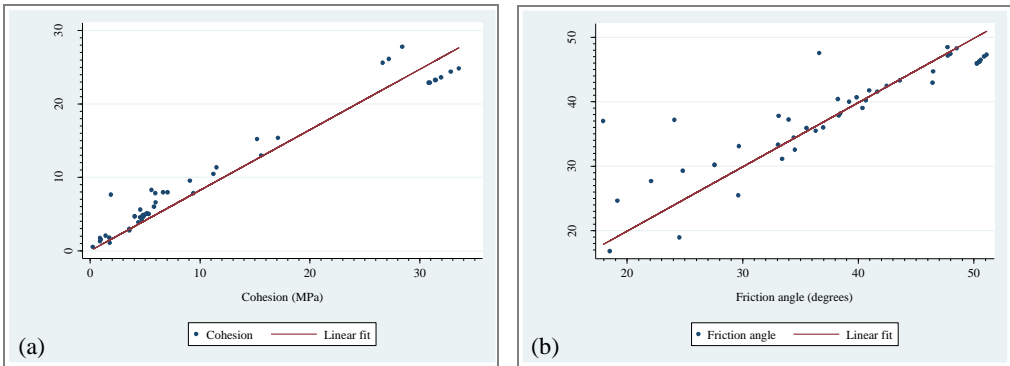 30
20
10
0
0 10 20 30
Cohesion (MPa)
Cohesion Linear fit
(a)
50
40
30
20
20 30 40 50
Friction angle (degrees)
Friction angle Linear fit
(b)